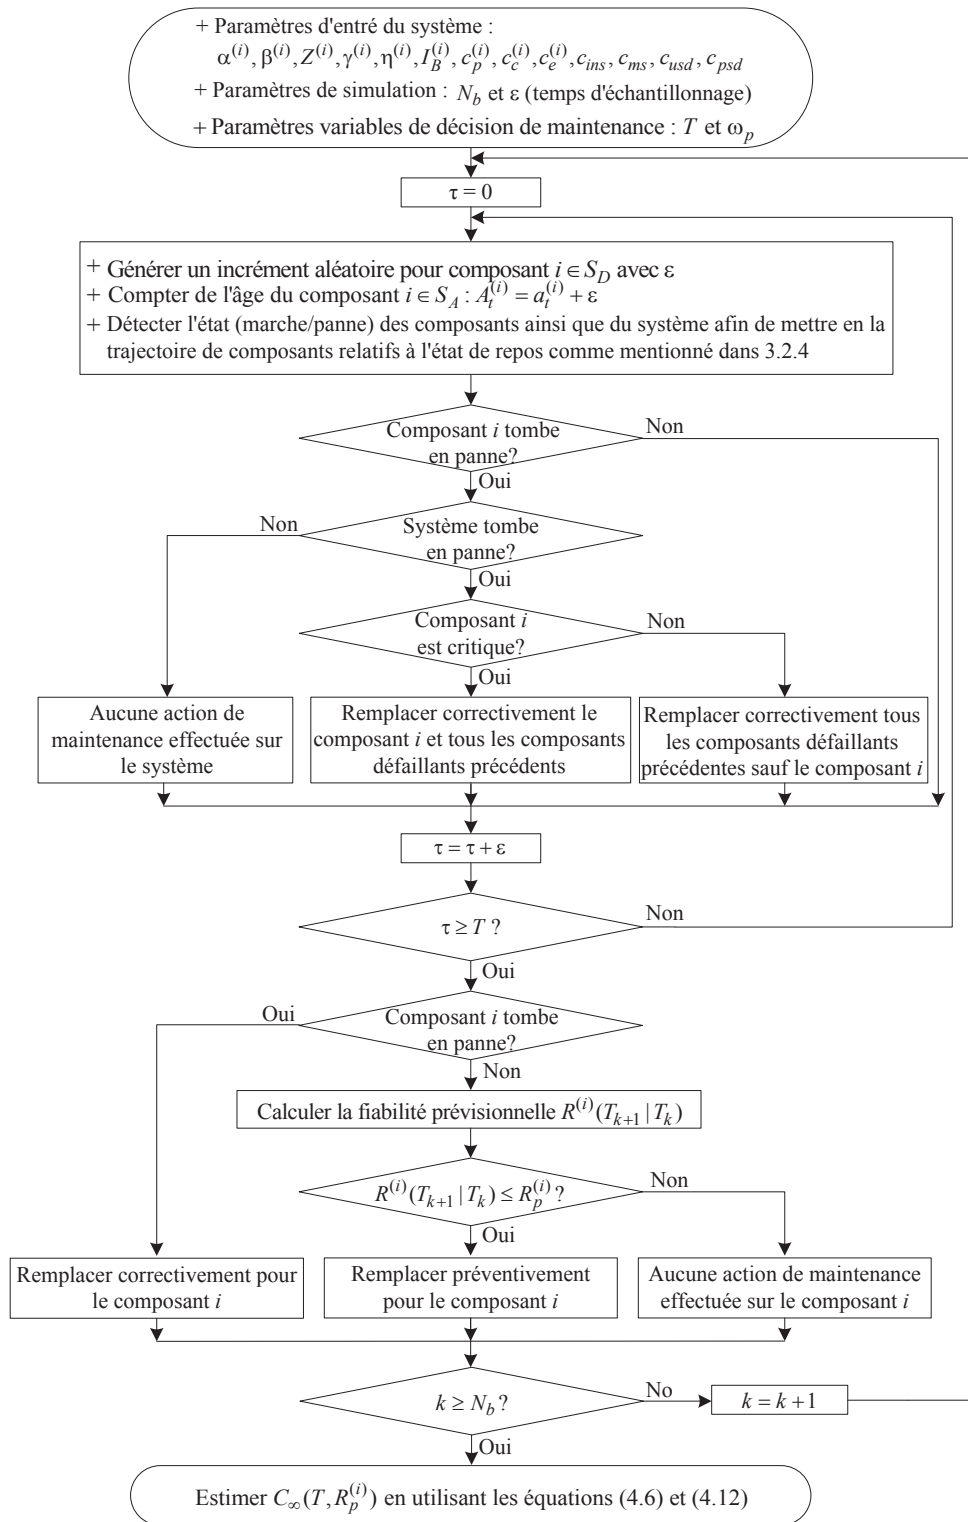 + Paramètres d'entré du système :
α^(i), β^(i), Z^(i), γ^(i), η^(i), I_B^(i), c_p^(i), c_c^(i), c_e^(i), c_ins, c_ms, c_usd, c_psd
+ Paramètres de simulation : N_b et ε (temps d'échantillonnage)
+ Paramètres variables de décision de maintenance : T et ω_p
τ = 0
+ Générer un incrément aléatoire pour composant i ∈ S_D avec ε
+ Compter de l'âge du composant i ∈ S_A : A_t^(i) = a_t^(i) + ε
+ Détecter l'état (marche/panne) des composants ainsi que du système afin de mettre en la
trajectoire de composants relatifs à l'état de repos comme mentionné dans 3.2.4
Composant i tombe
en panne?
Non
Oui
Système tombe
en panne?
Non
Oui
Composant i
est critique?
Non
Oui
Aucune action de
maintenance effectuée sur
le système
Remplacer correctivement le
composant i et tous les composants
défaillants précédents
Remplacer correctivement tous
les composants défaillants
précédentes sauf le composant i
τ = τ + ε
τ ≥ T ?
Non
Oui
Composant i tombe
en panne?
Oui
Non
Calculer la fiabilité prévisionnelle R^(i)(T_{k+1} | T_k)
R^(i)(T_{k+1} | T_k) ≤ R_p^(i) ?
Non
Oui
Remplacer correctivement pour
le composant i
Remplacer préventivement
pour le composant i
Aucune action de maintenance
effectuée sur le composant i
k ≥ N_b ?
No
k = k + 1
Oui
Estimer C_∞(T, R_p^(i)) en utilisant les équations (4.6) et (4.12)